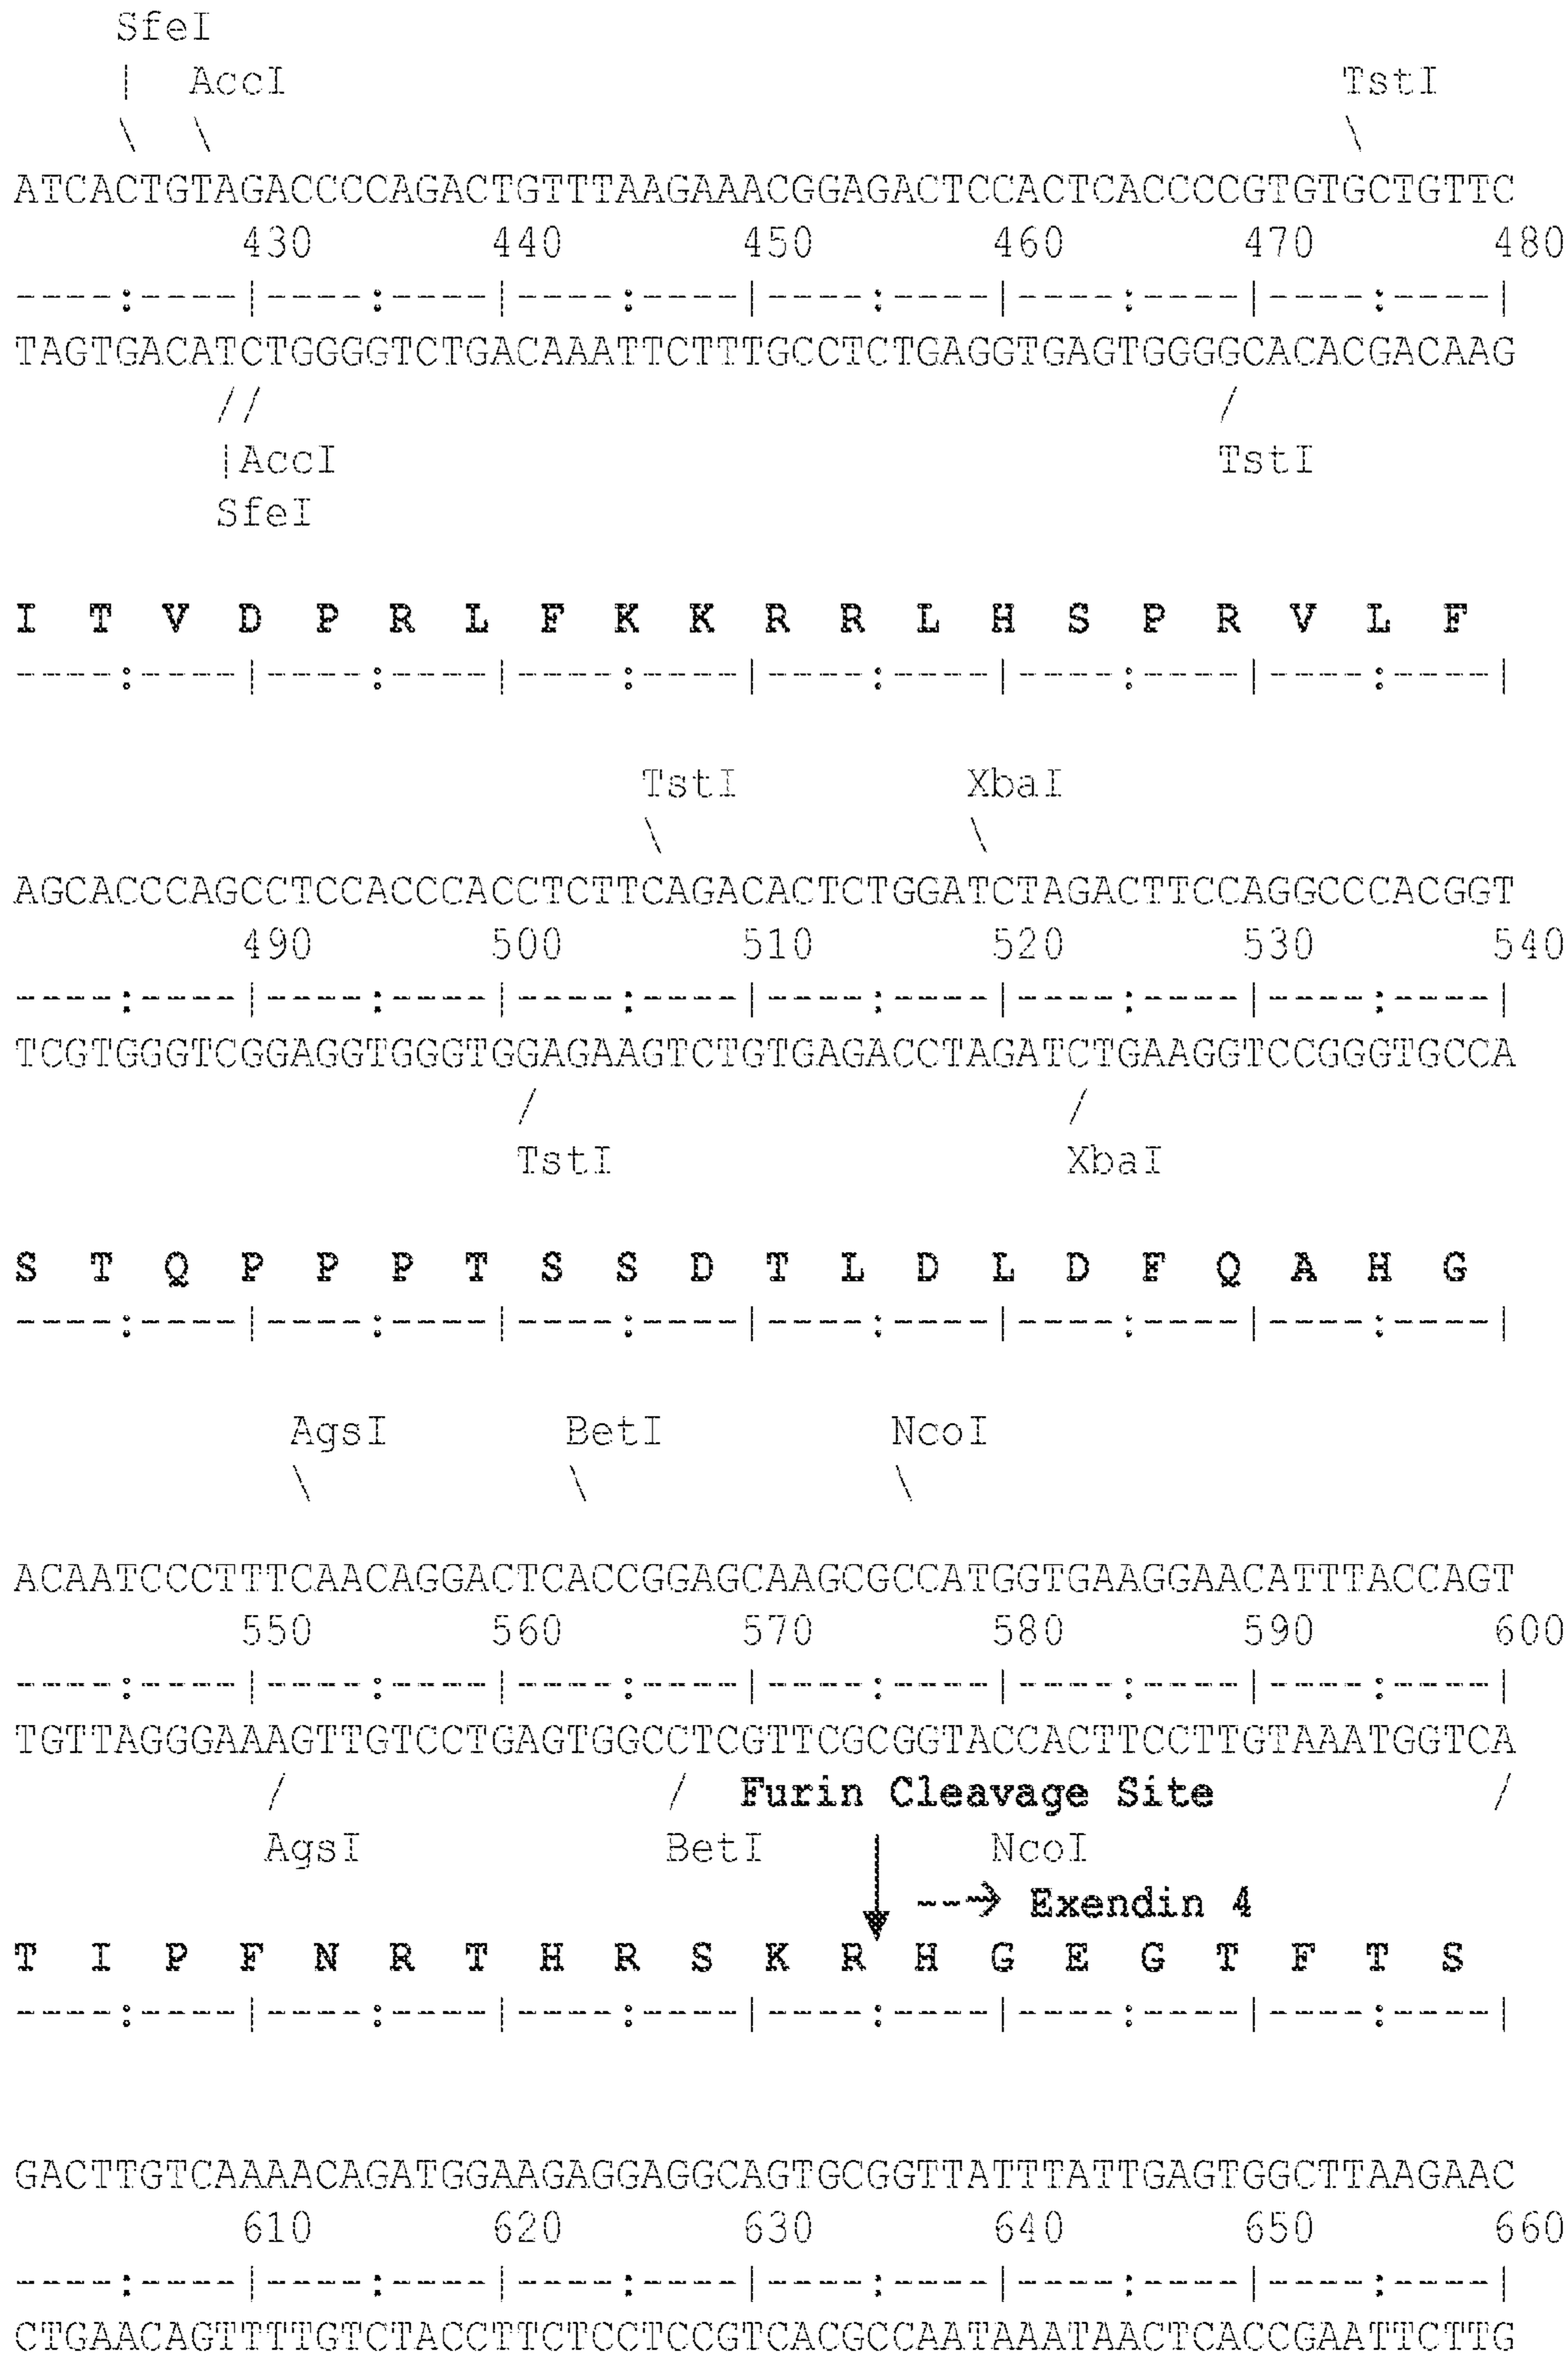 SfeI
| AccI TstI
\ \ \
ATCACTGTAGACCCCAGACTGTTTAAGAAACGGAGACTCCACTCACCCCGTGTGCTGTTC
430 440 450 460 470 480
----:----|----:----|----:----|----:----|----:----|----:----|
TAGTGACATCTGGGGTCTGACAAATTCTTTGCCTCTGAGGTGAGTGGGGCACACGACAAG
// /
|AccI TstI
SfeI
I T V D P R L F K K R R L H S P R V L F
----:----|----:----|----:----|----:----|----:----|----:----|
TstI XbaI
\ \
AGCACCCAGCCTCCACCCACCTCTTCAGACACTCTGGATCTAGACTTCCAGGCCCACGGT
490 500 510 520 530 540
----:----|----:----|----:----|----:----|----:----|----:----|
TCGTGGGTCGGAGGTGGGTGGAGAAGTCTGTGAGACCTAGATCTGAAGGTCCGGGTGCCA
/ /
TstI XbaI
S T Q P P P T S S D T L D L D F Q A H G
----:----|----:----|----:----|----:----|----:----|----:----|
AgsI BetI NcoI
\ \ \
ACAATCCCTTTCAACAGGACTCACCGGAGCAAGCGCCATGGTGAAGGAACATTTACCAGT
550 560 570 580 590 600
----:----|----:----|----:----|----:----|----:----|----:----|
TGTTAGGGAAAGTTGTCCTGAGTGGCCTCGTTCGCGGTACCACTTCCTTGTAAATGGTCA
/ / Furin Cleavage Site /
AgsI BetI NcoI
--→ Exendin 4
T I P F N R T H R S K R H G E G T F T S
----:----|----:----|----:----|----:----|----:----|----:----|
GACTTGTCAAAACAGATGGAAGAGGAGGCAGTGCGGTTATTTATTGAGTGGCTTAAGAAC
610 620 630 640 650 660
----:----|----:----|----:----|----:----|----:----|----:----|
CTGAACAGTTTTGTCTACCTTCTCCTCCGTCACGCCAATAAATAACTCACCGAATTCTTG